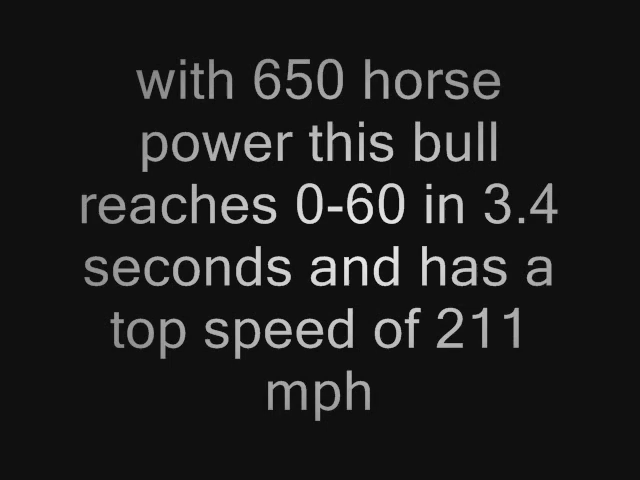 with 650 horse
power this bull
reaches 0-60 in 3.4
seconds and has a
top speed of 211
mph